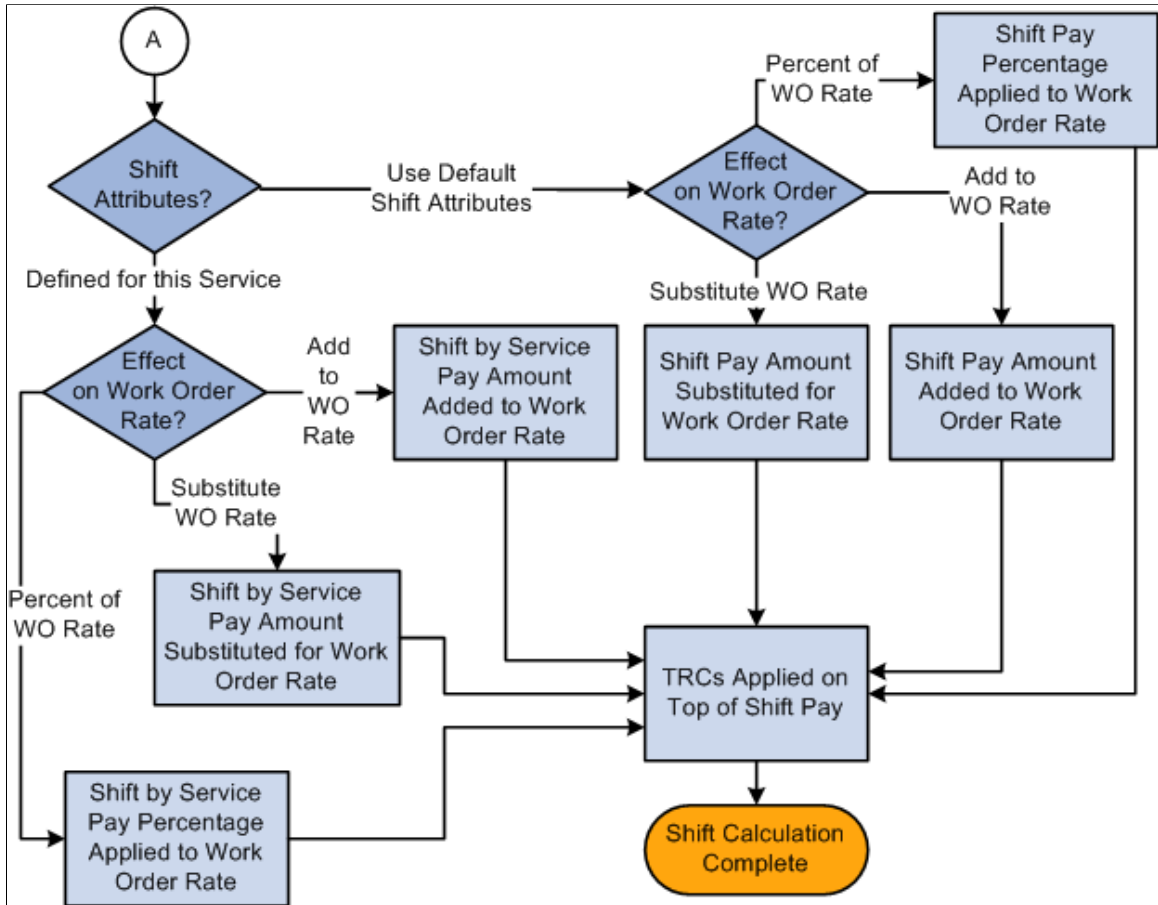 A
Shift
Attributes?
Use Default
Shift Attributes
Effect
on Work Order
Rate?
Percent of
WO Rate
Shift Pay
Percentage
Applied to Work
Order Rate
Add to
WO Rate
Substitute WO Rate
Shift Pay Amount
Substituted for
Work Order Rate
Shift Pay Amount
Added to Work
Order Rate
Defined for this Service
Effect
on Work Order
Rate?
Add
to
WO
Rate
Shift by Service
Pay Amount
Added to Work
Order Rate
Substitute
WO Rate
Shift by Service
Pay Amount
Substituted for Work
Order Rate
Percent of
WO Rate
Shift by Service
Pay Percentage
Applied to Work
Order Rate
TRCs Applied on
Top of Shift Pay
Shift Calculation
Complete